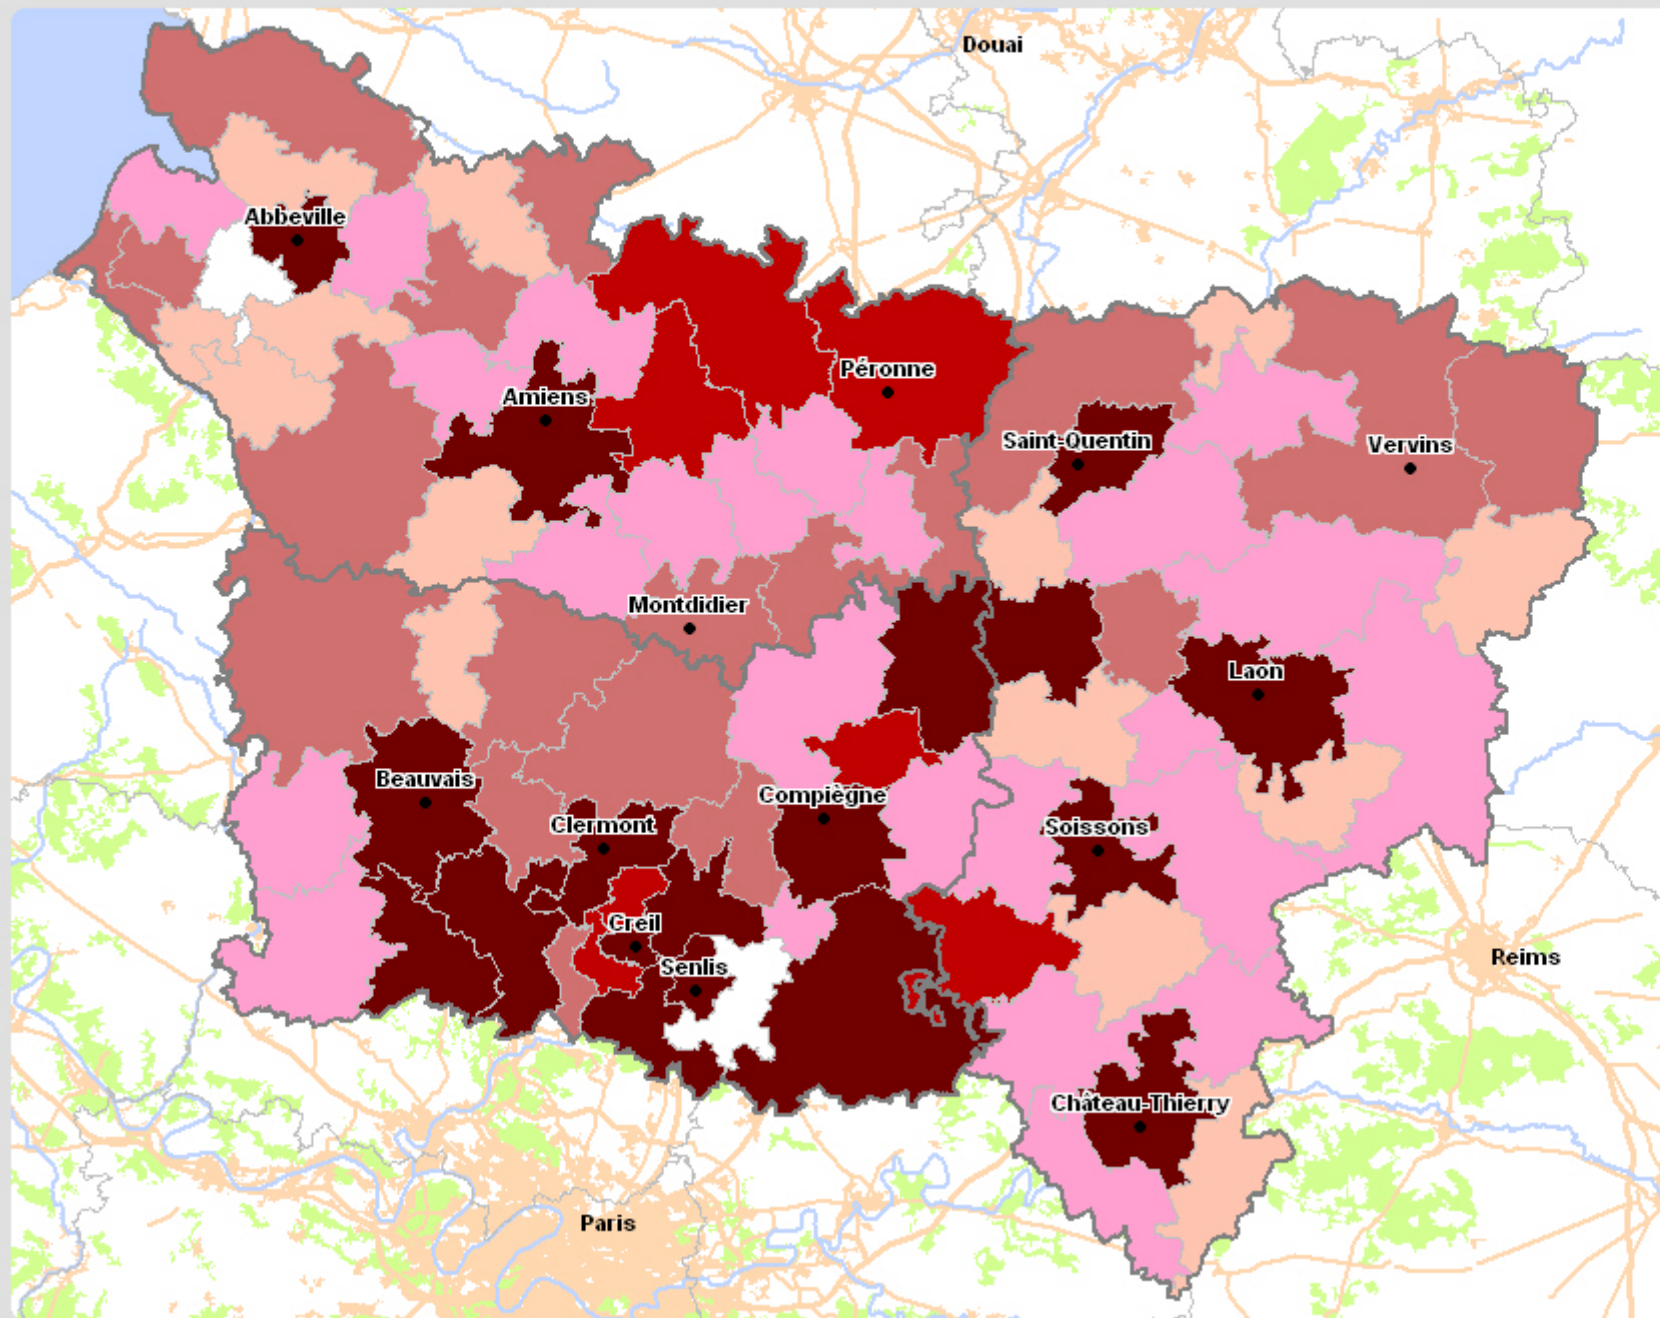 Douai
Abbeville
Péronne
Amiens
Saint-Quentin
Vervins
Montdidier
Laon
Beauvais
Compiègne
Clermont
Soissons
Creil
Senlis
Reims
Château-Thierry
Paris